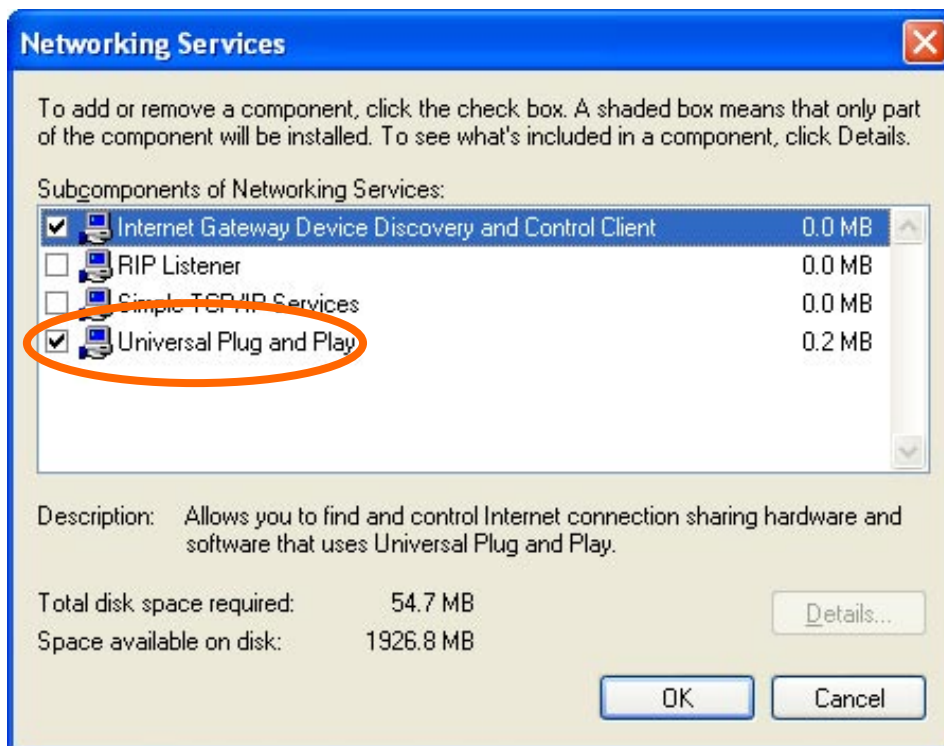 Networking Services
To add or remove a component, click the check box. A shaded box means that only part
of the component will be installed. To see what's included in a component, click Details.
Subcomponents of Networking Services:
Internet Gateway Device Discovery and Control Client 0.0 MB
RIP Listener 0.0 MB
Simple TCP/IP Services 0.0 MB
Universal Plug and Play 0.2 MB
Description: Allows you to find and control Internet connection sharing hardware and
software that uses Universal Plug and Play.
Total disk space required: 54.7 MB
Space available on disk: 1926.8 MB
Details...
OK Cancel